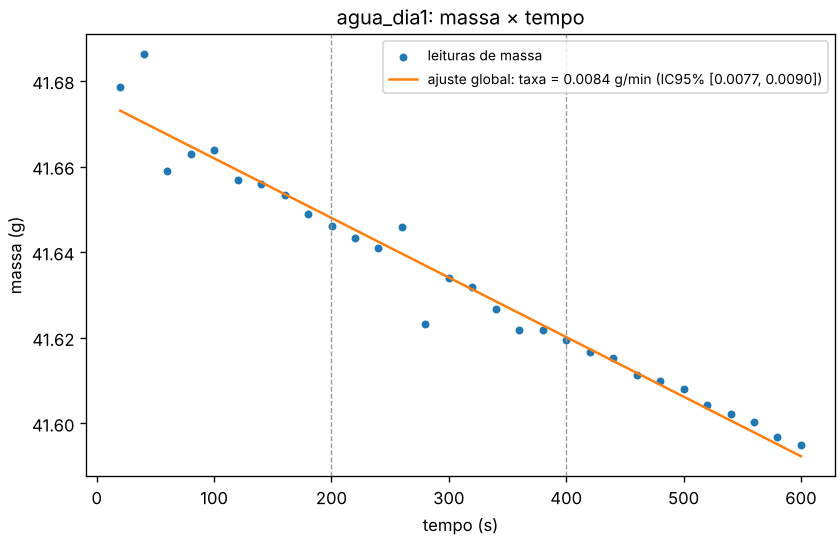 agua_dia1: massa × tempo
leituras de massa
ajuste global: taxa = 0.0084 g/min (IC95% [0.0077, 0.0090])
massa (g)
41.68
41.66
41.64
41.62
41.60
0 100 200 300 400 500 600
tempo (s)